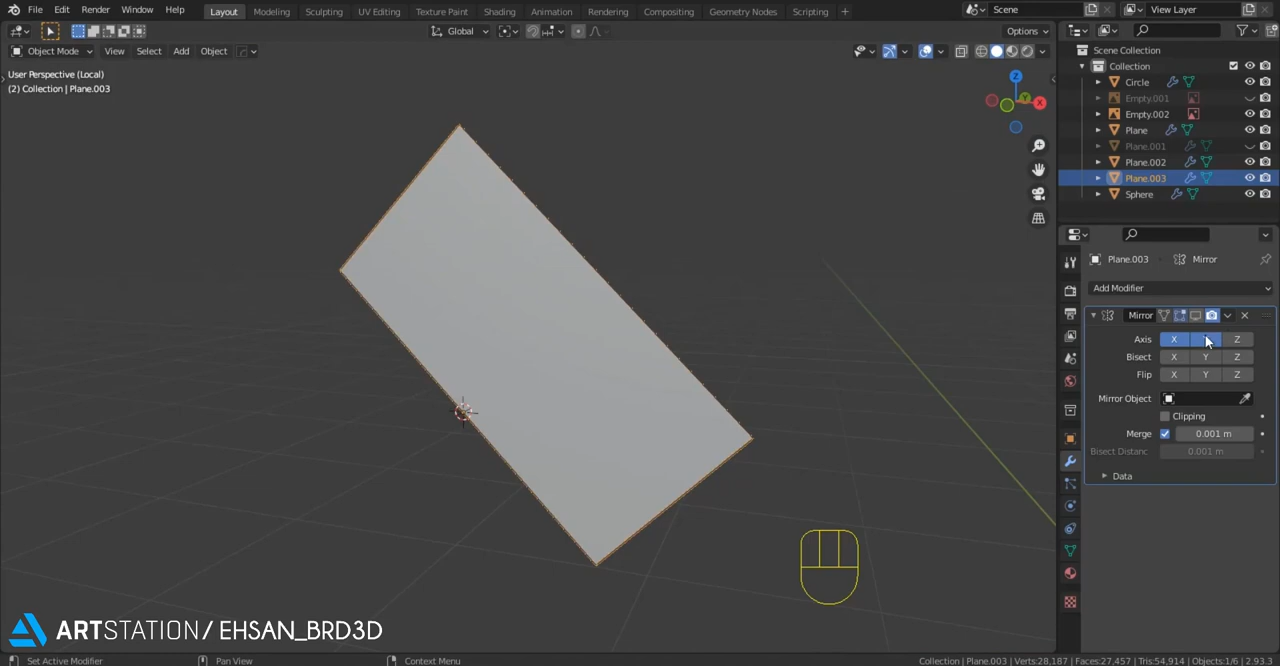 File Edit Render Window Help Layout Modeling Sculpting UV Editing Texture Paint Shading Animation Rendering Compositing Geometry Nodes Scripting + Scene View Layer
Global Options
Object Mode View Select Add Object
User Perspective (Local)
(2) Collection | Plane.003
Z
Y
X
Scene Collection
Collection
Circle
Empty.001
Empty.002
Plane
Plane.001
Plane.002
Plane.003
Sphere
Plane.003 Mirror
Add Modifier
Mirror
Axis X Z
Bisect X Y Z
Flip X Y Z
Mirror Object
Clipping
Merge 0.001 m
Bisect Distanc 0.001 m
Data
ARTSTATION / EHSAN_BRD3D
Set Active Modifier Pan View Context Menu Collection | Plane.003 | Verts:28,187 | Faces:27,457 | Tris:54,914 | Objects:1/6 | 2.93.3